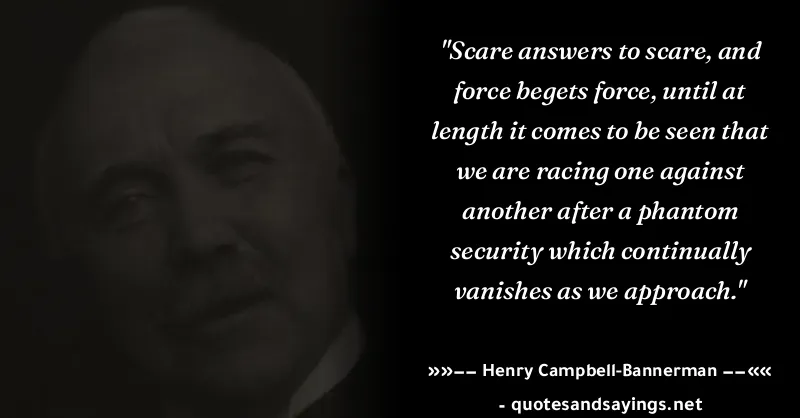 "Scare answers to scare, and
force begets force, until at
length it comes to be seen that
we are racing one against
another after a phantom
security which continually
vanishes as we approach."
»»−− Henry Campbell-Bannerman −−««
- quotesandsayings.net